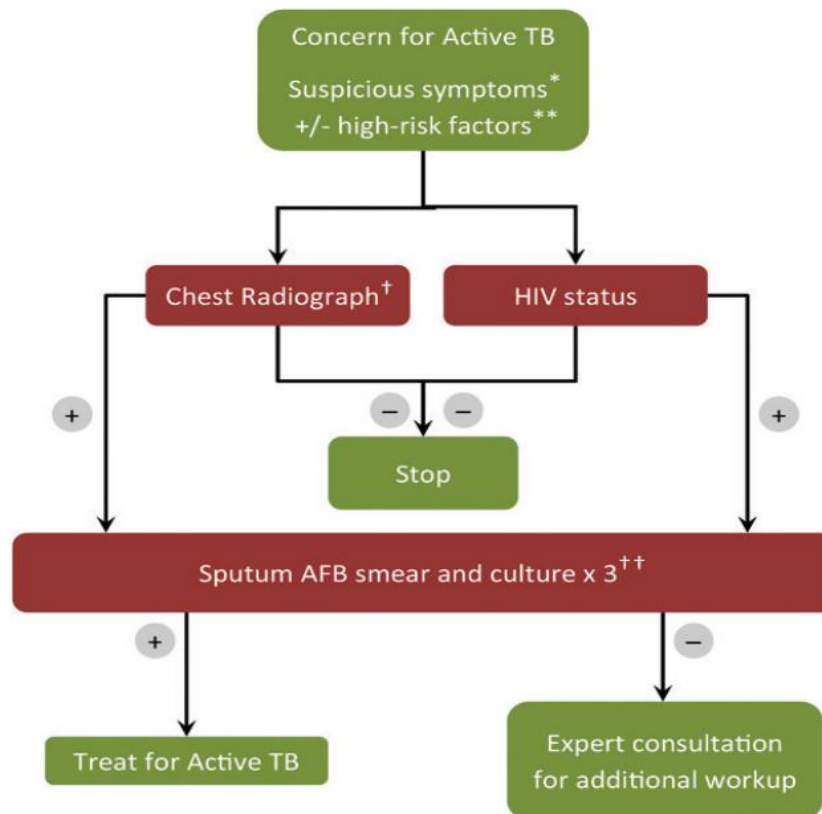 Concern for Active TB
Suspicious symptoms*
+/- high-risk factors**
Chest Radiograph†
HIV status
+
−
−
+
Stop
Sputum AFB smear and culture x 3††
+
−
Treat for Active TB
Expert consultation
for additional workup